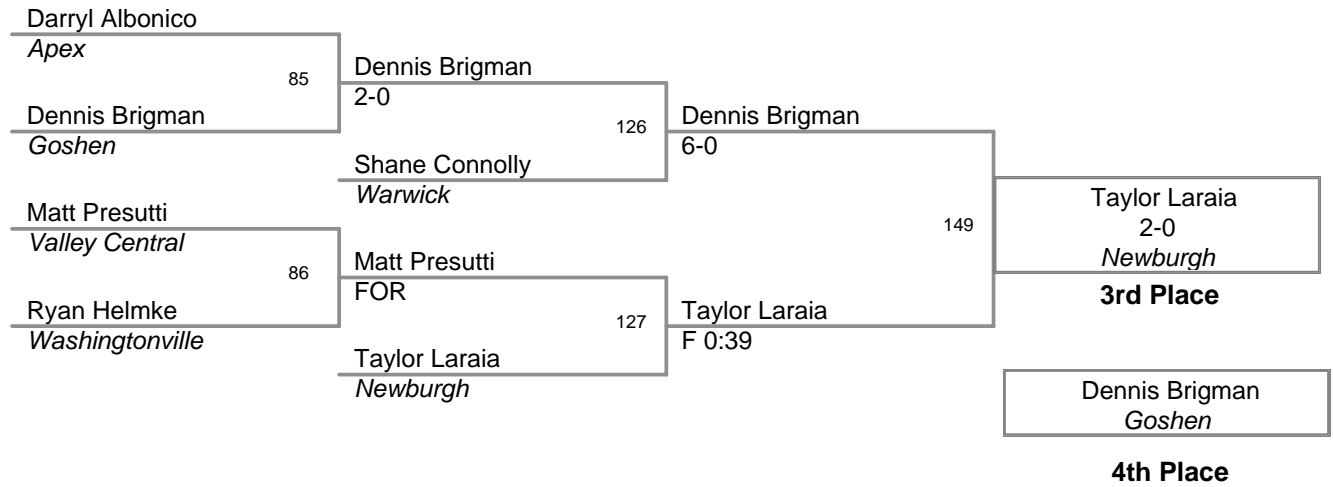 Darryl Albonico
Apex
85
Dennis Brigman
2-0
Dennis Brigman
Goshen
126
Dennis Brigman
6-0
Shane Connolly
Warwick
Matt Presutti
Valley Central
149
Taylor Laraia
2-0
Newburgh
3rd Place
86
Matt Presutti
FOR
Ryan Helmke
Washingtonville
127
Taylor Laraia
F 0:39
Taylor Laraia
Newburgh
Dennis Brigman
Goshen
4th Place